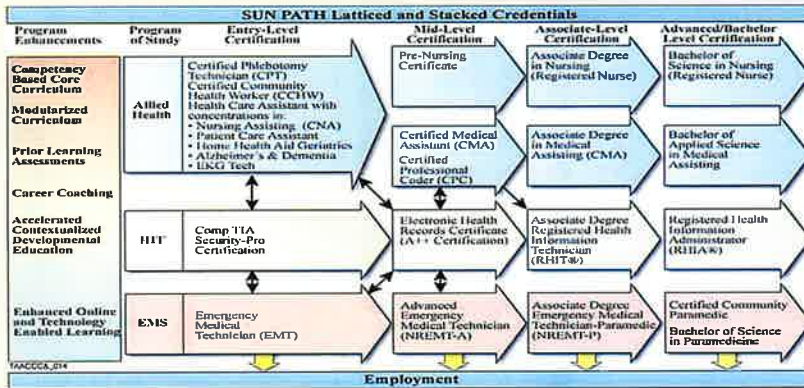 SUN PATH Latticed and Stacked Credentials
Program
Enhancements
Program
of Study
Entry-Level
Certification
Mid-Level
Certification
Associate-Level
Certification
Advanced/Bachelor
Level Certification
Competency
Based Core
Curriculum
Modularized
Curriculum
Prior Learning
Assessments
Career Coaching
Accelerated
Contextualized
Developmental
Education
Enhanced Online
and Technology
Enabled Learning
Allied
Health
Certified Phlebotomy
Technician (CPT)
Certified Community
Health Worker (CCHW)
Health Care Assistant with
concentrations in:
• Nursing Assisting (CNA)
• Patient Care Assistant
• Home Health Aid Geriatrics
• Alzheimer's & Dementia
• EKG Tech
Pre-Nursing
Certificate
Associate Degree
in Nursing
(Registered Nurse)
Bachelor of
Science in Nursing
(Registered Nurse)
Certified Medical
Assistant (CMA)
Certified
Professional
Coder (CPC)
Associate Degree
in Medical
Assisting (CMA)
Bachelor of
Applied Science
in Medical
Assisting
HIT
Comp TIA
Security-Pro
Certification
Electronic Health
Records Certificate
(A++ Certification)
Associate Degree
Registered Health
Information
Technician
(RHIT®)
Registered Health
Information
Administrator
(RHIA®)
EMS
Emergency
Medical
Technician (EMT)
Advanced
Emergency
Medical Technician
(NREMT-A)
Associate Degree
Emergency Medical
Technician-Paramedic
(NREMT-P)
Certified Community
Paramedic
Bachelor of Science
in Paramedicine
TAACCC4_014
Employment